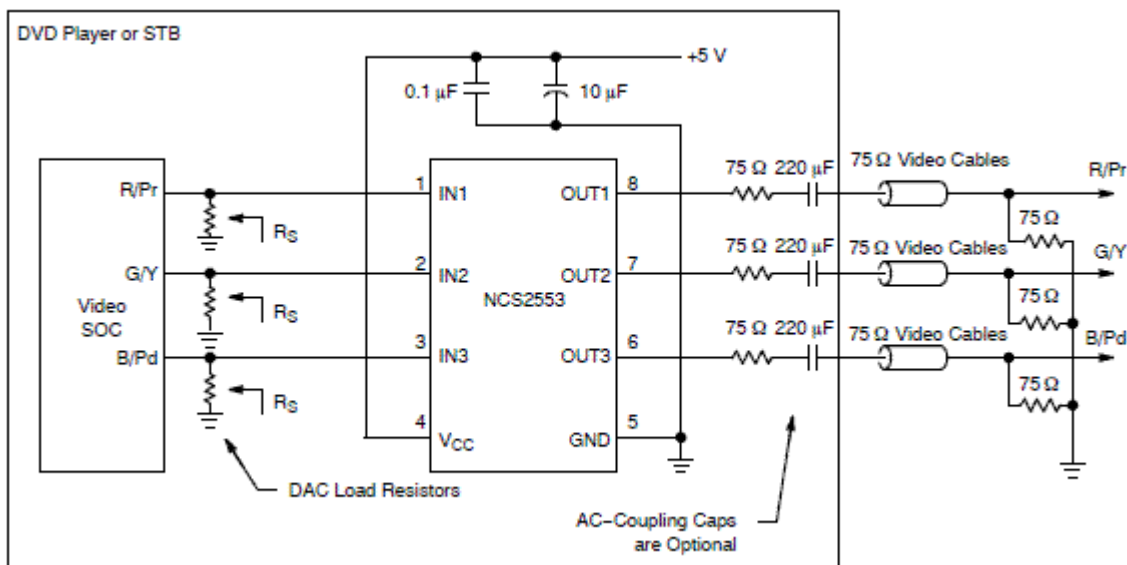 DVD Player or STB
+5 V
0.1 µF
10 µF
75 Ω 220 µF
75 Ω Video Cables
R/Pr
R/Pr
1
IN1
OUT1
8
RS
75 Ω
75 Ω 220 µF
75 Ω Video Cables
G/Y
G/Y
2
IN2
OUT2
7
NCS2553
Video
SOC
RS
75 Ω
75 Ω 220 µF
75 Ω Video Cables
B/Pd
B/Pd
3
IN3
OUT3
6
RS
75 Ω
4
VCC
GND
5
DAC Load Resistors
AC−Coupling Caps
are Optional